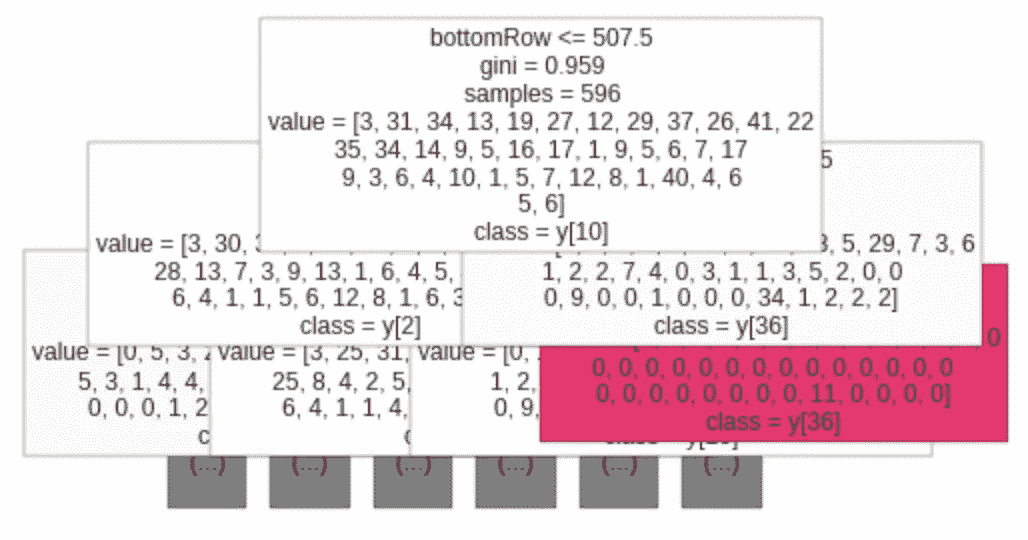 bottomRow <= 507.5
gini = 0.959
samples = 596
value = [3, 31, 34, 13, 19, 27, 12, 29, 37, 26, 41, 22
35, 34, 14, 9, 5, 16, 17, 1, 9, 5, 6, 7, 17
9, 3, 6, 4, 10, 1, 5, 7, 12, 8, 1, 40, 4, 6
5, 6]
class = y[10]
value = [3, 30,
28, 13, 7, 3, 9, 13, 1, 6, 4, 5,
6, 4, 1, 1, 5, 6, 12, 8, 1, 6,
class = y[2]
5
5, 29, 7, 3, 6
1, 2, 2, 7, 4, 0, 3, 1, 1, 3, 5, 2, 0, 0
0, 9, 0, 0, 1, 0, 0, 0, 34, 1, 2, 2, 2]
class = y[36]
value = [0, 5, 3,
5, 3, 1, 4, 4,
0, 0, 0, 1, 2
value = [3, 25, 31,
25, 8, 4, 2, 5,
6, 4, 1, 1, 4,
value = [0,
1, 2,
0, 9,
0
0, 0, 0, 0, 0, 0, 0, 0, 0, 0, 0, 0, 0
0, 0, 0, 0, 0, 0, 0, 0, 11, 0, 0, 0, 0]
class = y[36]
(...) (...) (...) (...) (...) (...)